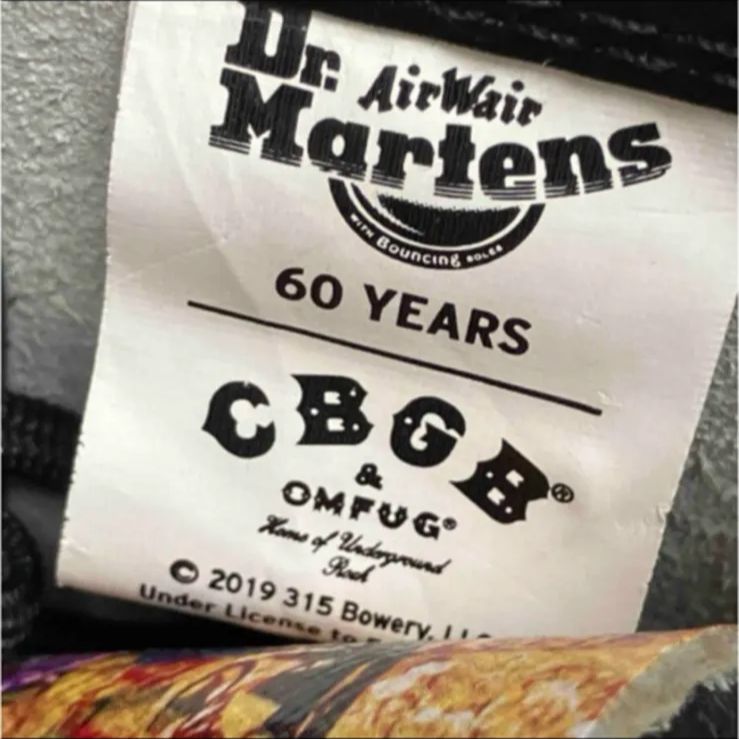 Dr. AirWair
Martens
WITH Bouncing SOLES
60 YEARS
CBGB®
&
OMFUG®
Home of Underground
Rock
© 2019 315 Bowery,
Under License to